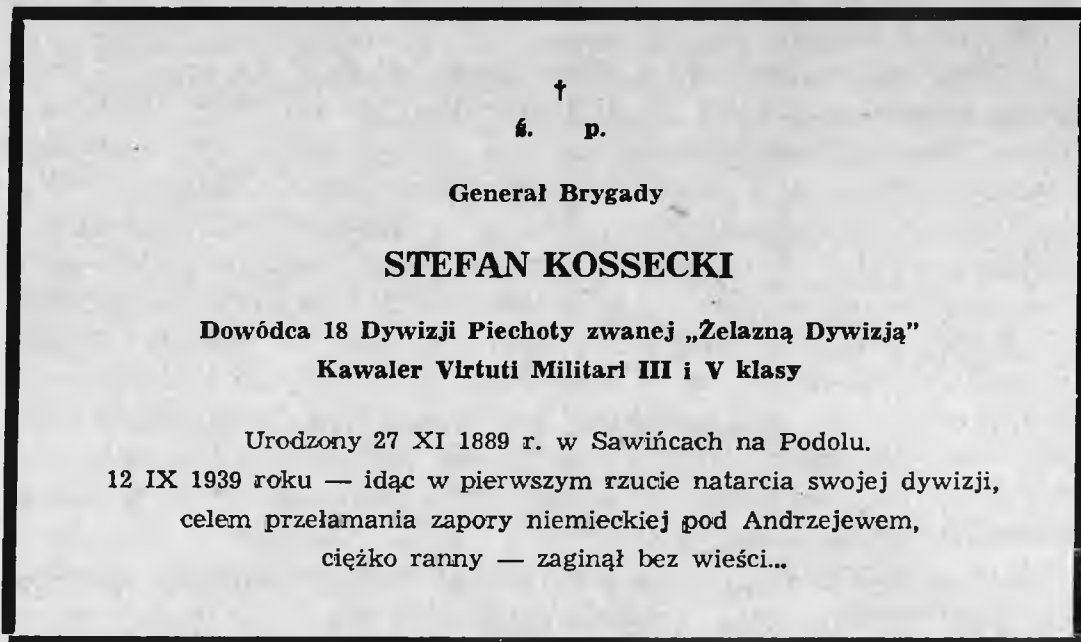 †
ś. p.
Generał Brygady
STEFAN KOSSECKI
Dowódca 18 Dywizji Piechoty zwanej „Żelazną Dywizją”
Kawaler Virtuti Militari III i V klasy
Urodzony 27 XI 1889 r. w Sawińcach na Podolu.
12 IX 1939 roku — idąc w pierwszym rzucie natarcia swojej dywizji,
celem przełamania zapory niemieckiej pod Andrzejewem,
ciężko ranny — zaginął bez wieści...